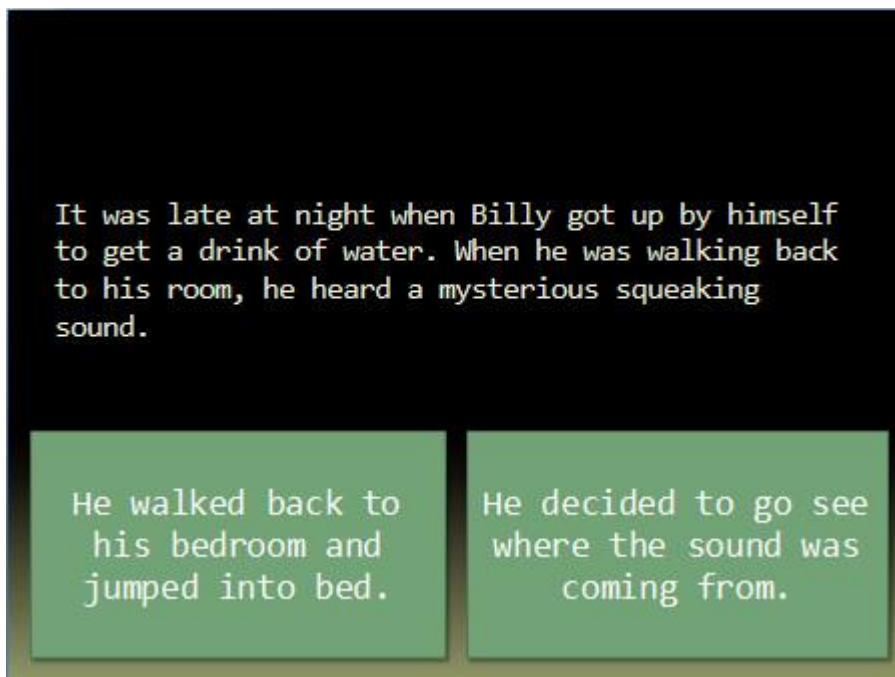 It was late at night when Billy got up by himself
to get a drink of water. When he was walking back
to his room, he heard a mysterious squeaking
sound.
He walked back to
his bedroom and
jumped into bed.
He decided to go see
where the sound was
coming from.